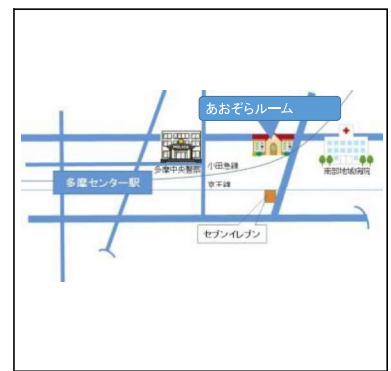 あおぞらルーム
多摩中央警察
小田急線
南部地域病院
多摩センター駅
京王線
セブンイレブン